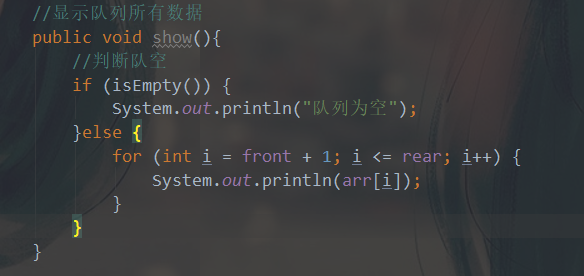 //显示队列所有数据
public void show(){
//判断队空
if (isEmpty()) {
System.out.println("队列为空");
}else {
for (int i = front + 1; i <= rear; i++) {
System.out.println(arr[i]);
}
}
}